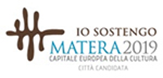 IO SOSTENGO
MATERA 2019
CAPITALE EUROPEA DELLA CULTURA
CITTÀ CANDIDATA